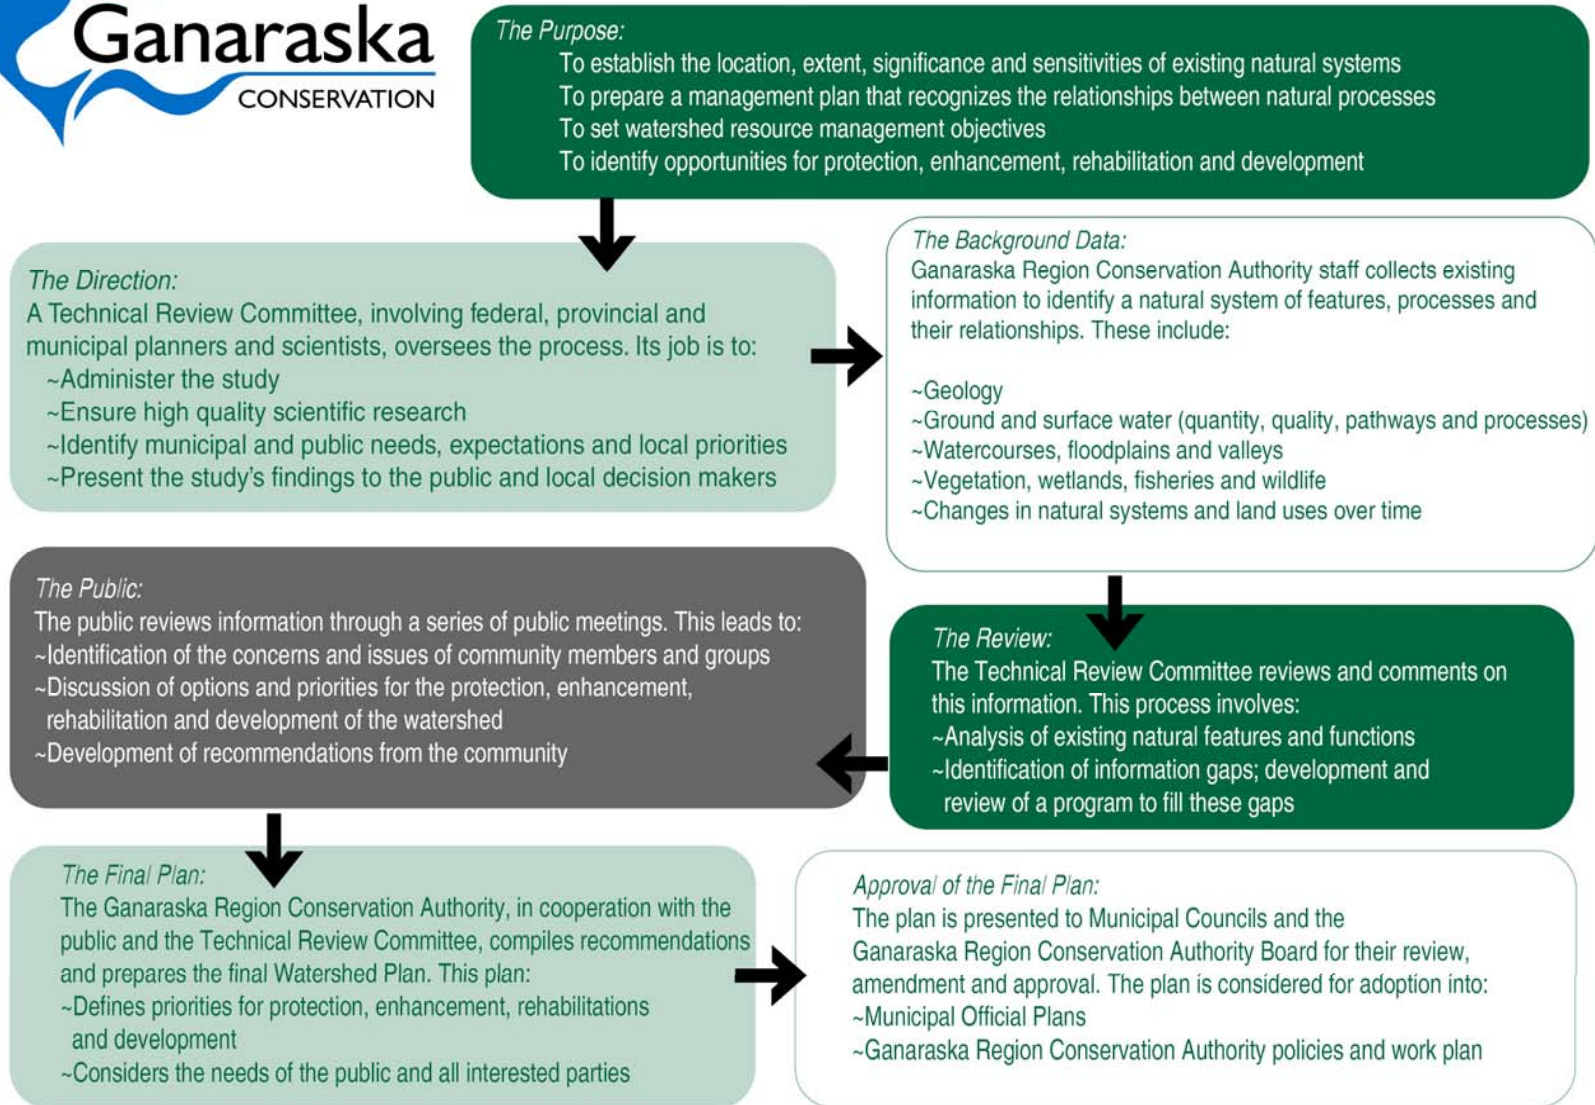 Ganaraska
CONSERVATION
The Purpose:
To establish the location, extent, significance and sensitivities of existing natural systems
To prepare a management plan that recognizes the relationships between natural processes
To set watershed resource management objectives
To identify opportunities for protection, enhancement, rehabilitation and development
The Direction:
A Technical Review Committee, involving federal, provincial and
municipal planners and scientists, oversees the process. Its job is to:
~Administer the study
~Ensure high quality scientific research
~Identify municipal and public needs, expectations and local priorities
~Present the study's findings to the public and local decision makers
The Background Data:
Ganaraska Region Conservation Authority staff collects existing
information to identify a natural system of features, processes and
their relationships. These include:
~Geology
~Ground and surface water (quantity, quality, pathways and processes)
~Watercourses, floodplains and valleys
~Vegetation, wetlands, fisheries and wildlife
~Changes in natural systems and land uses over time
The Review:
The Technical Review Committee reviews and comments on
this information. This process involves:
~Analysis of existing natural features and functions
~Identification of information gaps; development and
review of a program to fill these gaps
The Public:
The public reviews information through a series of public meetings. This leads to:
~Identification of the concerns and issues of community members and groups
~Discussion of options and priorities for the protection, enhancement,
rehabilitation and development of the watershed
~Development of recommendations from the community
The Final Plan:
The Ganaraska Region Conservation Authority, in cooperation with the
public and the Technical Review Committee, compiles recommendations
and prepares the final Watershed Plan. This plan:
~Defines priorities for protection, enhancement, rehabilitations
and development
~Considers the needs of the public and all interested parties
Approval of the Final Plan:
The plan is presented to Municipal Councils and the
Ganaraska Region Conservation Authority Board for their review,
amendment and approval. The plan is considered for adoption into:
~Municipal Official Plans
~Ganaraska Region Conservation Authority policies and work plan